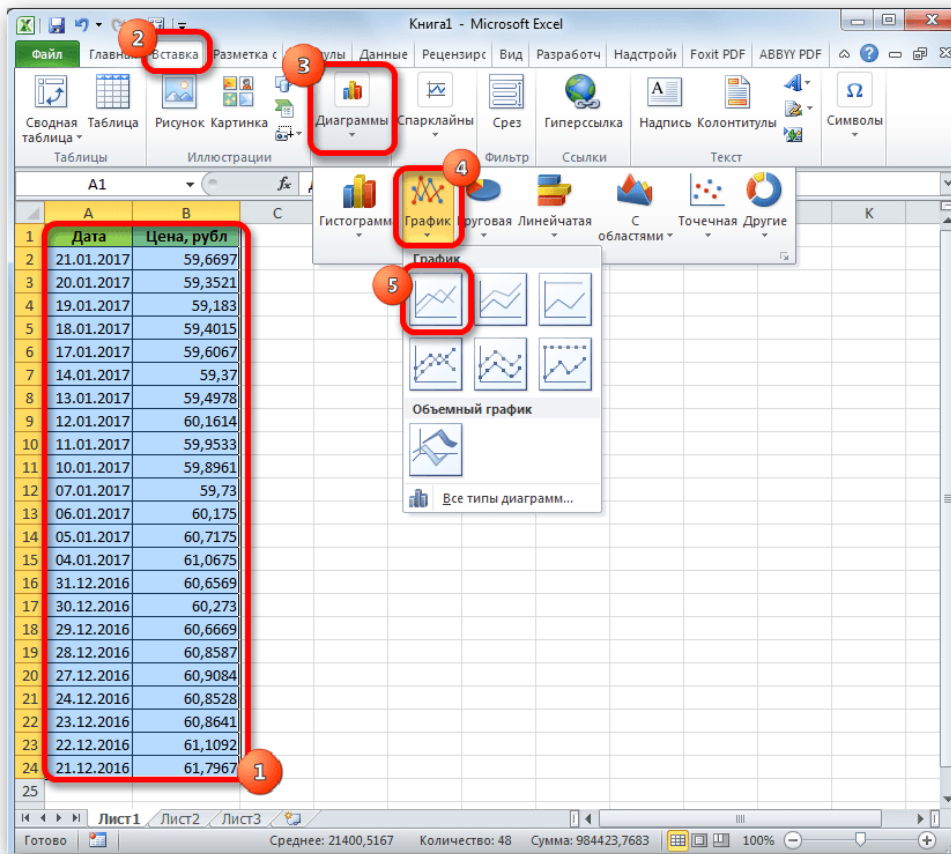 Книга1 - Microsoft Excel
Файл Вставка Разметка с Данные Рецензирс Вид Разработч Надстрой Foxit PDF ABBYY PDF
2
3
Сводная таблица Таблица Рисунок Картинка Диаграммы Спарклайны Срез Гиперссылка Надпись Колонтитулы Символы
Таблицы Иллюстрации Фильтр Ссылки Текст
A1 fx
4
Гистограмм График Круговая Линейчатая С областями Точечная Другие
A B C K
График
5
1 Дата Цена, рубл
2 21.01.2017 59,6697
3 20.01.2017 59,3521
4 19.01.2017 59,183
5 18.01.2017 59,4015
6 17.01.2017 59,6067
7 14.01.2017 59,37
8 13.01.2017 59,4978
Объемный график
9 12.01.2017 60,1614
10 11.01.2017 59,9533
11 10.01.2017 59,8961
12 07.01.2017 59,73
Все типы диаграмм...
13 06.01.2017 60,175
14 05.01.2017 60,7175
15 04.01.2017 61,0675
16 31.12.2016 60,6569
17 30.12.2016 60,273
18 29.12.2016 60,6669
19 28.12.2016 60,8587
20 27.12.2016 60,9084
21 24.12.2016 60,8528
22 23.12.2016 60,8641
23 22.12.2016 61,1092
24 21.12.2016 61,7967
1
25
Лист1 Лист2 Лист3
Готово Среднее: 21400,5167 Количество: 48 Сумма: 984423,7683 100%